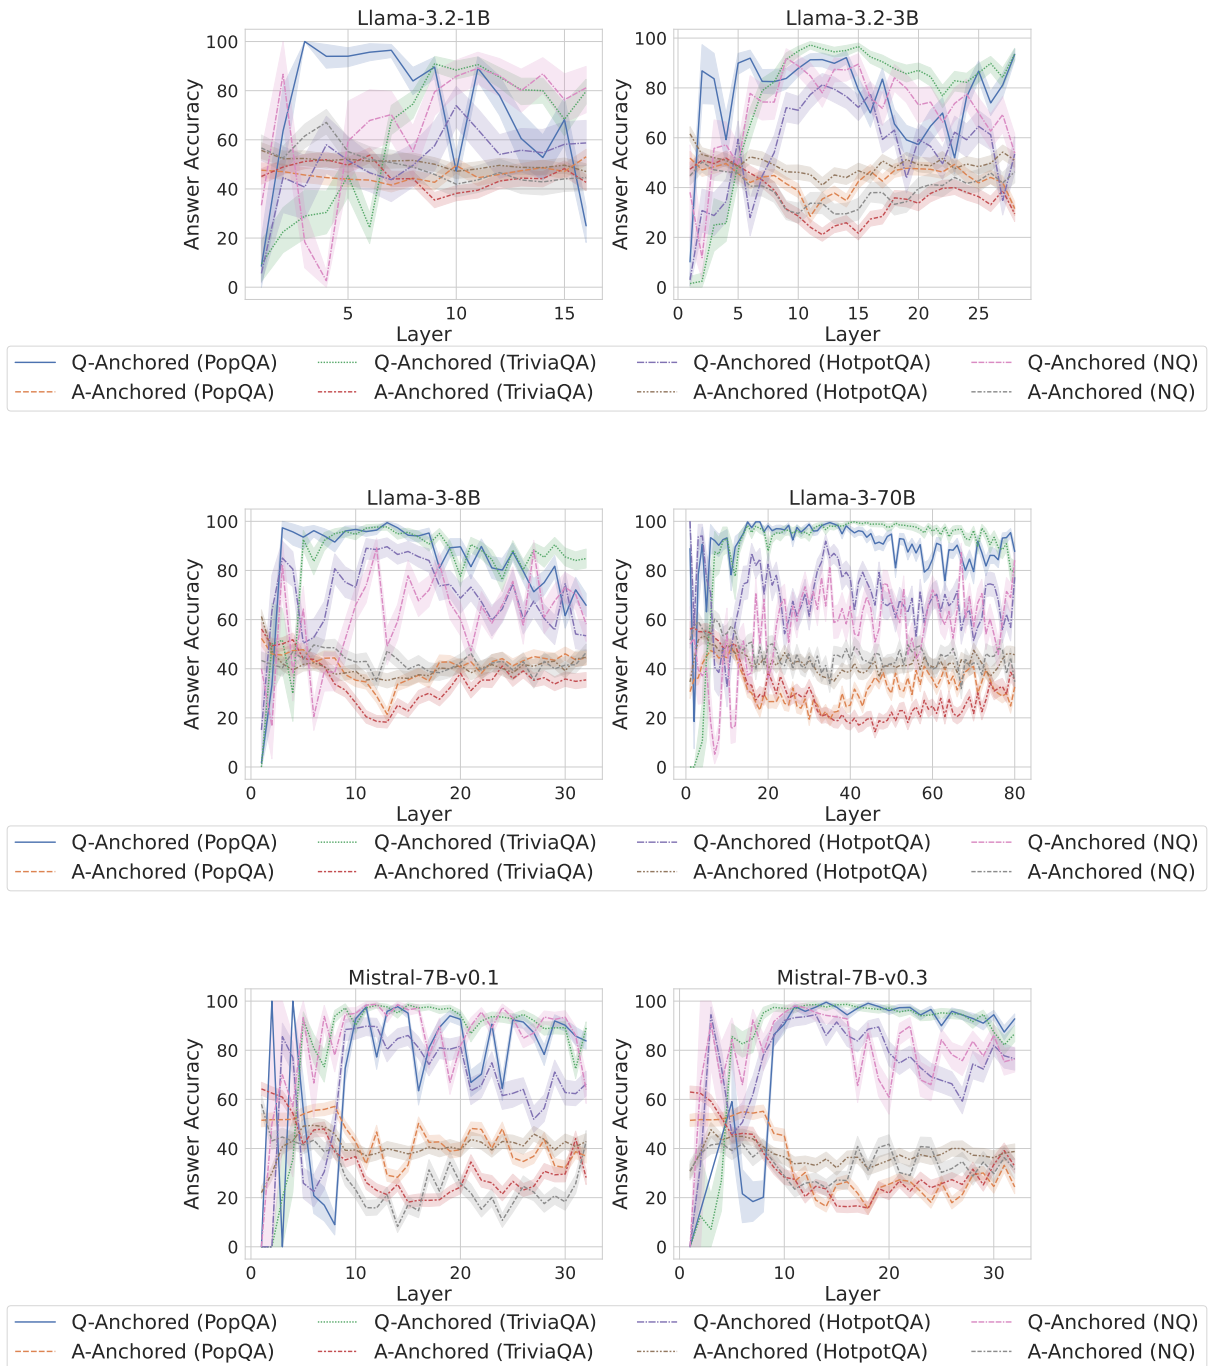 Llama-3.2-1B Llama-3.2-3B
Answer Accuracy
100
80
60
40
20
0
5 10 15
Layer
Answer Accuracy
100
80
60
40
20
0
0 5 10 15 20 25
Layer
Q-Anchored (PopQA) Q-Anchored (TriviaQA) Q-Anchored (HotpotQA) Q-Anchored (NQ)
A-Anchored (PopQA) A-Anchored (TriviaQA) A-Anchored (HotpotQA) A-Anchored (NQ)
Llama-3-8B Llama-3-70B
Answer Accuracy
100
80
60
40
20
0
0 10 20 30
Layer
Answer Accuracy
100
80
60
40
20
0
0 20 40 60 80
Layer
Q-Anchored (PopQA) Q-Anchored (TriviaQA) Q-Anchored (HotpotQA) Q-Anchored (NQ)
A-Anchored (PopQA) A-Anchored (TriviaQA) A-Anchored (HotpotQA) A-Anchored (NQ)
Mistral-7B-v0.1 Mistral-7B-v0.3
Answer Accuracy
100
80
60
40
20
0
0 10 20 30
Layer
Answer Accuracy
100
80
60
40
20
0
0 10 20 30
Layer
Q-Anchored (PopQA) Q-Anchored (TriviaQA) Q-Anchored (HotpotQA) Q-Anchored (NQ)
A-Anchored (PopQA) A-Anchored (TriviaQA) A-Anchored (HotpotQA) A-Anchored (NQ)